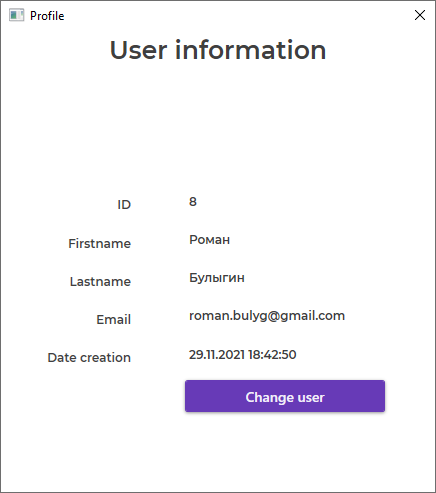 Profile
User information
ID 8
Firstname Роман
Lastname Булыгин
Email roman.bulyg@gmail.com
Date creation 29.11.2021 18:42:50
Change user